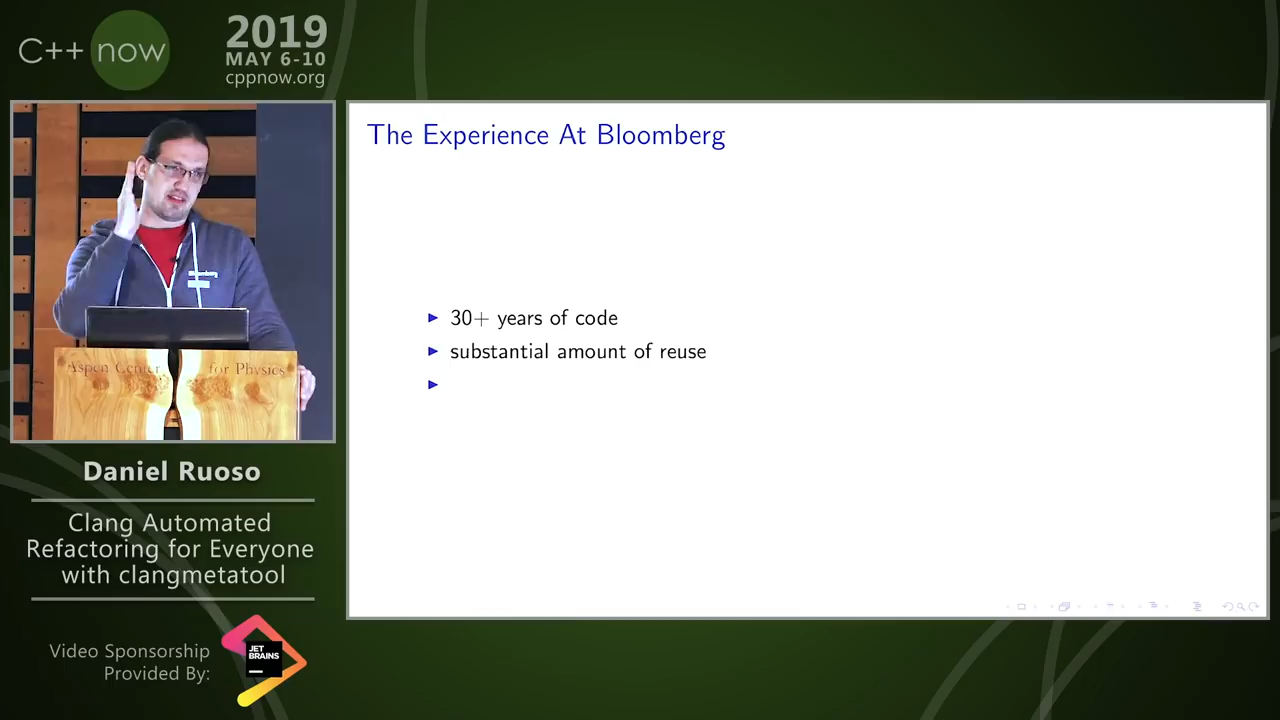 C++ now
2019
MAY 6-10
cppnow.org
The Experience At Bloomberg
30+ years of code
substantial amount of reuse
Aspen Center for Physics
Daniel Ruoso
Clang Automated
Refactoring for Everyone
with clangmetatool
Video Sponsorship
Provided By:
JET
BRAINS